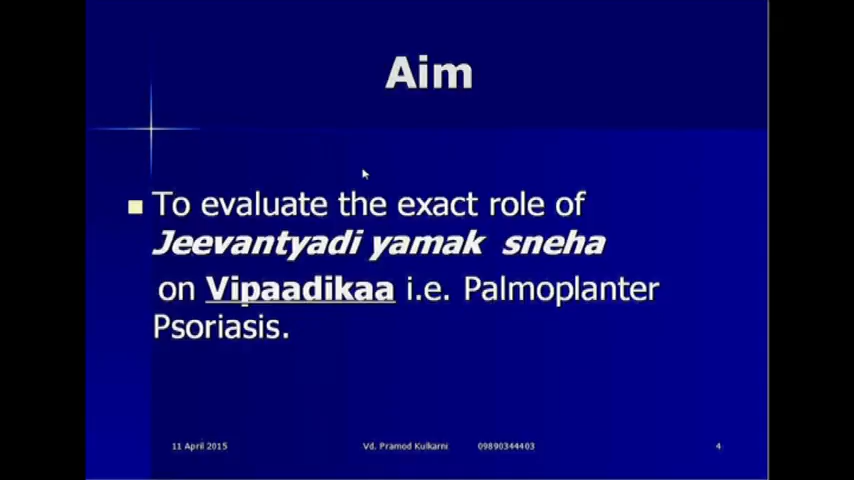 Aim
To evaluate the exact role of
Jeevantyadi yamak sneha
on Vipaadikaa i.e. Palmoplanter
Psoriasis.
11 April 2015 Vd. Pramod Kulkarni 09890344403 4